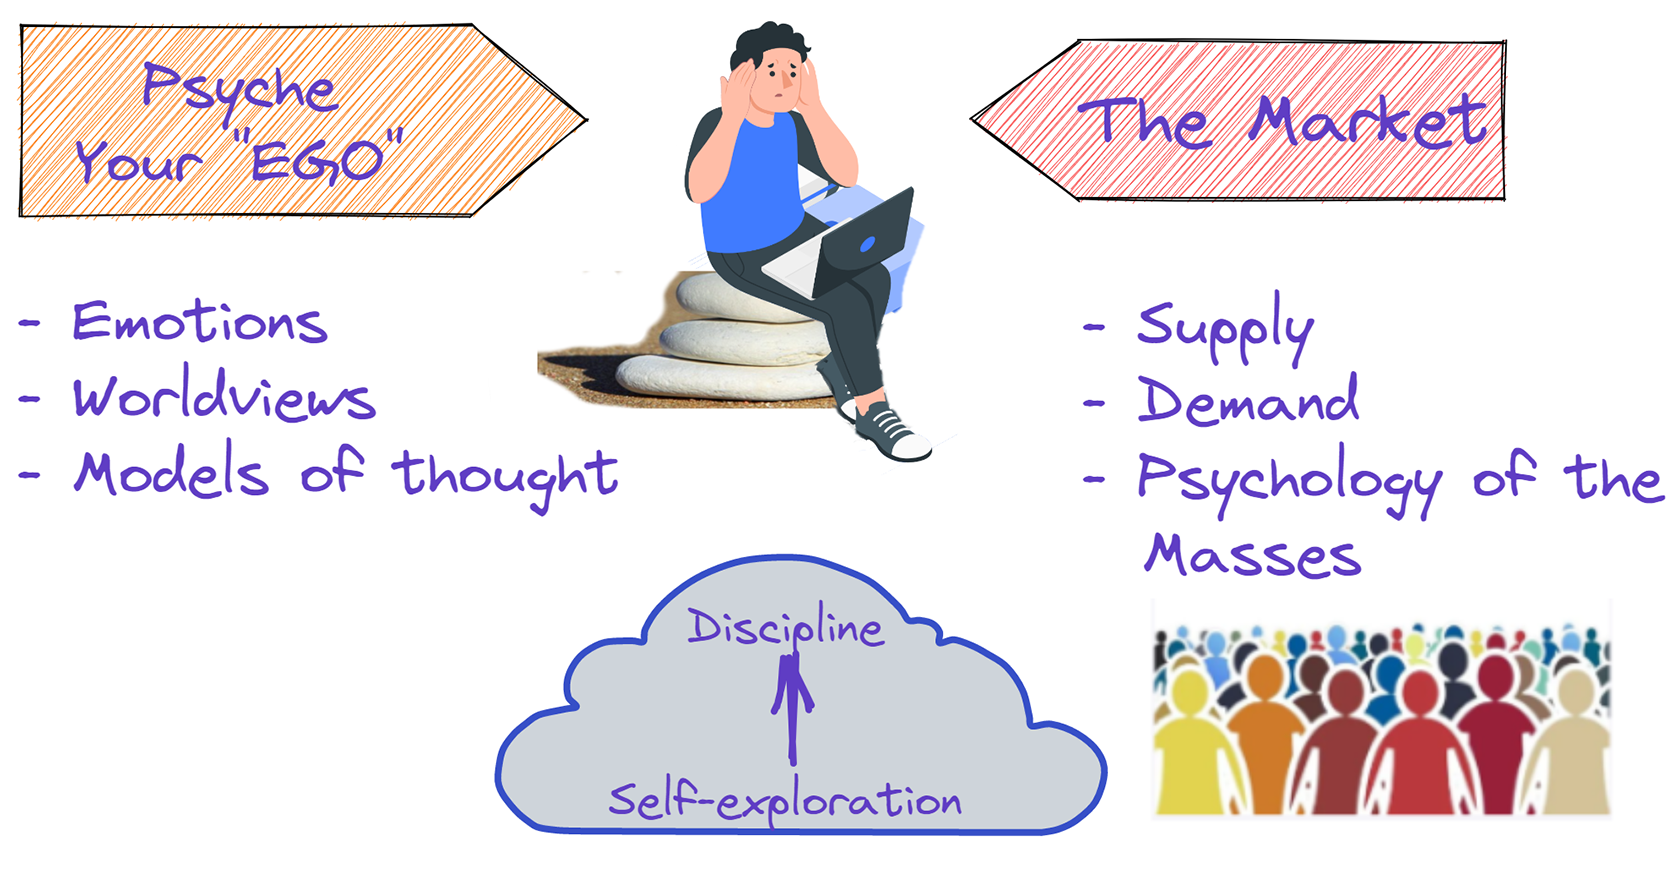 Psyche
Your "EGO"
The Market
- Emotions
- Worldviews
- Models of thought
- Supply
- Demand
- Psychology of the
Masses
Discipline
Self-exploration